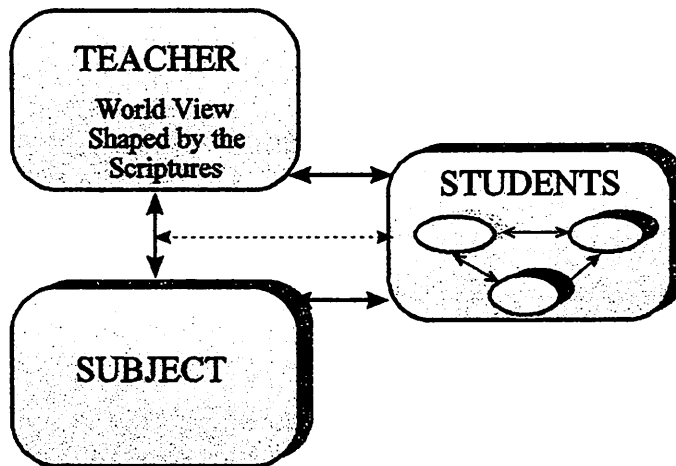 TEACHER
World View
Shaped by the
Scriptures
STUDENTS
SUBJECT